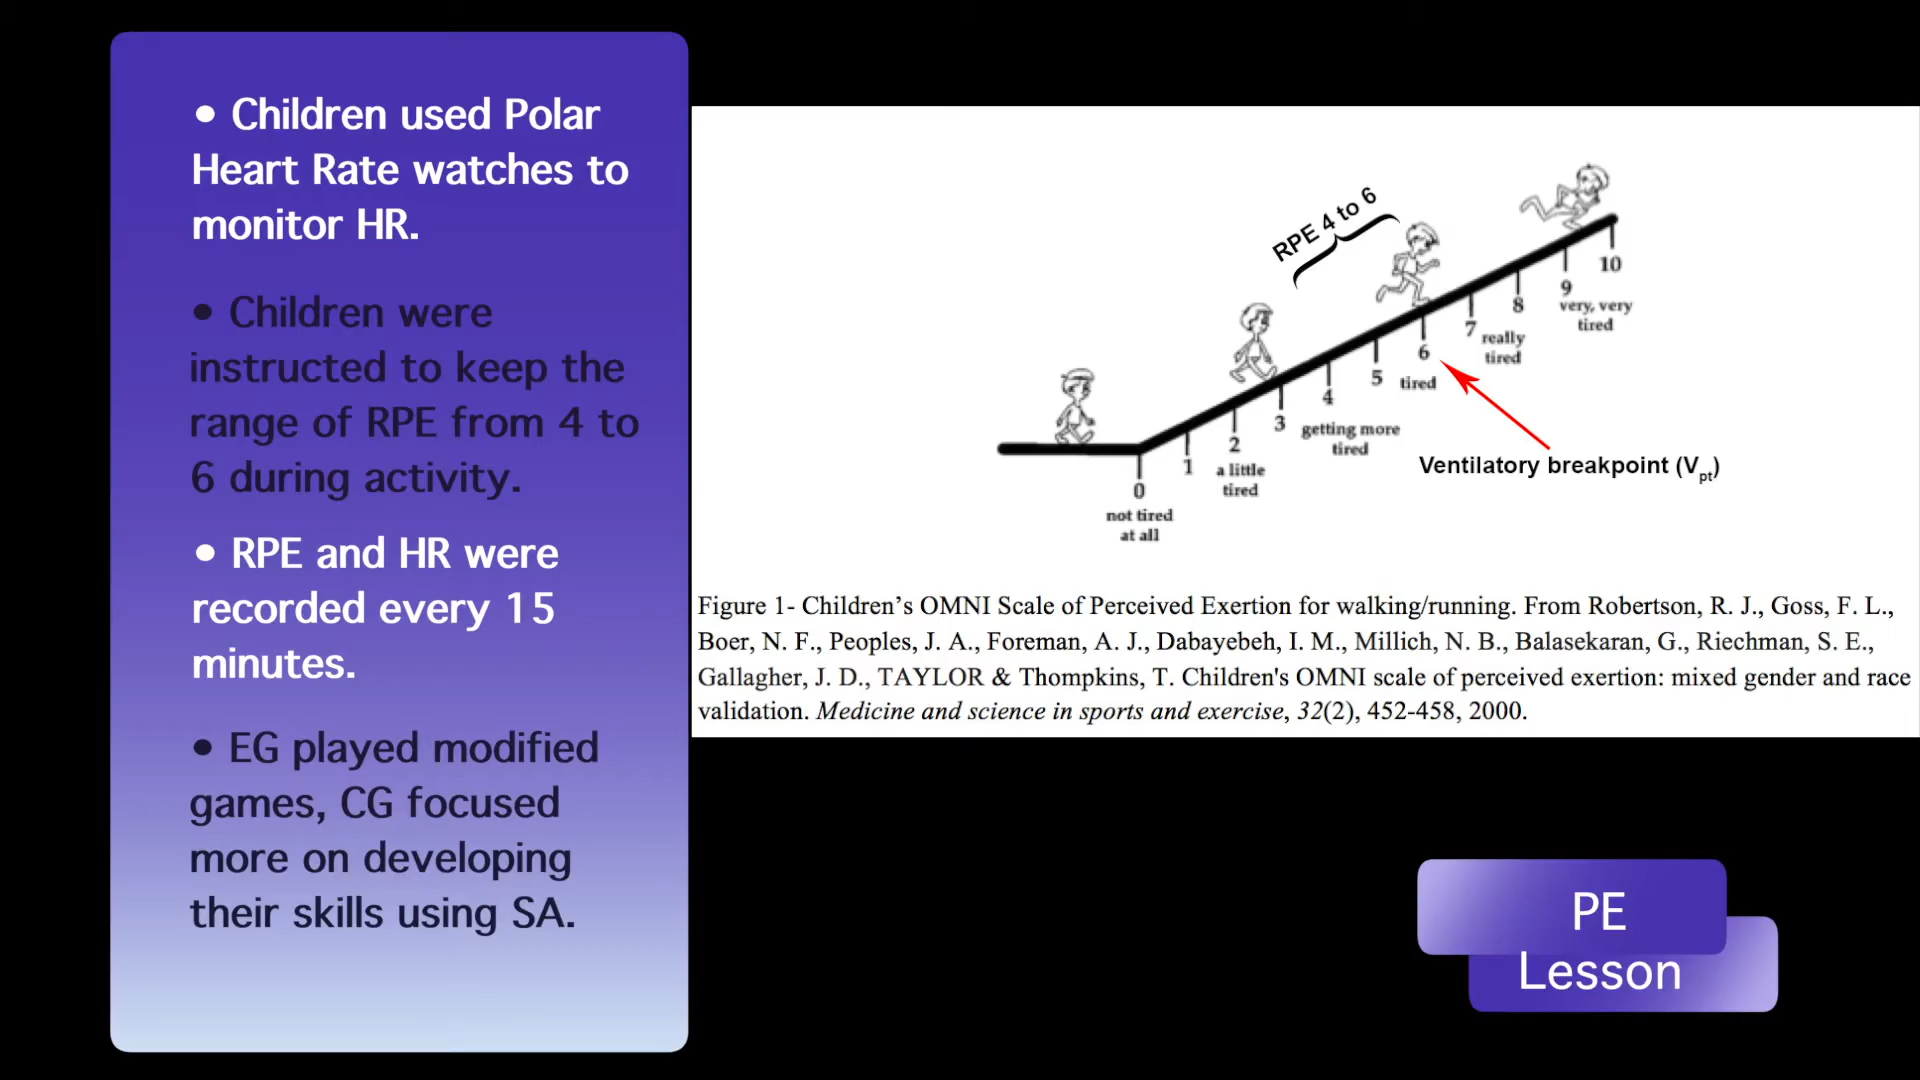 • Children used Polar
Heart Rate watches to
monitor HR.
• Children were
instructed to keep the
range of RPE from 4 to
6 during activity.
• RPE and HR were
recorded every 15
minutes.
• EG played modified
games, CG focused
more on developing
their skills using SA.
RPE 4 to 6
0
not tired
at all
1
2
a little
tired
3
4
getting more
tired
5
6
tired
7
really
tired
8
9
very, very
tired
10
Ventilatory breakpoint (Vpt)
Figure 1- Children’s OMNI Scale of Perceived Exertion for walking/running. From Robertson, R. J., Goss, F. L.,
Boer, N. F., Peoples, J. A., Foreman, A. J., Dabayebeh, I. M., Millich, N. B., Balasekaran, G., Riechman, S. E.,
Gallagher, J. D., TAYLOR & Thompkins, T. Children's OMNI scale of perceived exertion: mixed gender and race
validation. Medicine and science in sports and exercise, 32(2), 452-458, 2000.
PE
Lesson